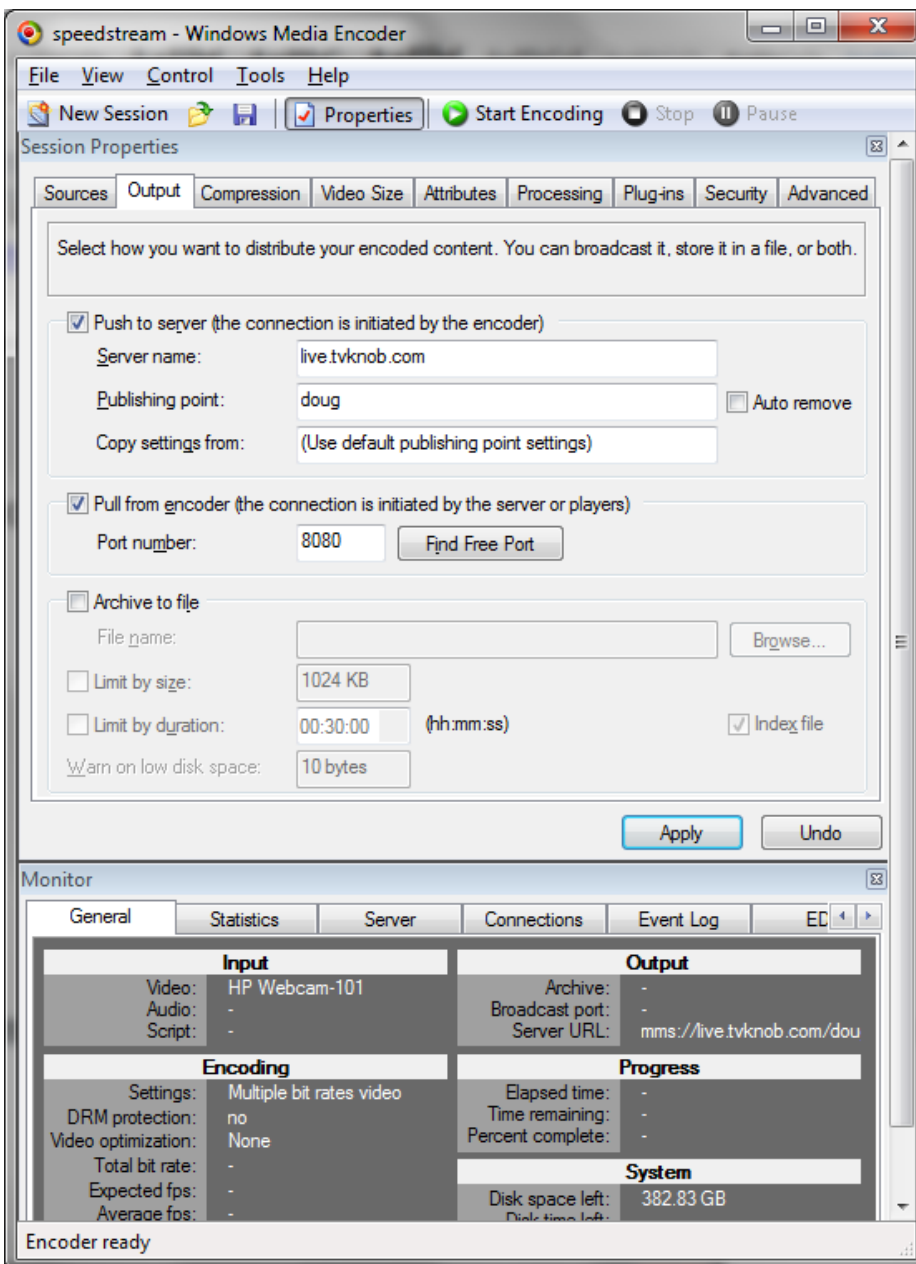 speedstream - Windows Media Encoder
File View Control Tools Help
New Session Properties Start Encoding Stop Pause
Session Properties
Sources Output Compression Video Size Attributes Processing Plug-ins Security Advanced
Select how you want to distribute your encoded content. You can broadcast it, store it in a file, or both.
Push to server (the connection is initiated by the encoder)
Server name: live.tvknob.com
Publishing point: doug Auto remove
Copy settings from: (Use default publishing point settings)
Pull from encoder (the connection is initiated by the server or players)
Port number: 8080 Find Free Port
Archive to file
File name: Browse...
Limit by size: 1024 KB
Limit by duration: 00:30:00 (hh:mm:ss) Index file
Warn on low disk space: 10 bytes
Apply Undo
Monitor
General Statistics Server Connections Event Log ED
Input Output
Video: HP Webcam-101 Archive: -
Audio: - Broadcast port: -
Script: - Server URL: mms://live.tvknob.com/dou
Encoding Progress
Settings: Multiple bit rates video Elapsed time: -
DRM protection: no Time remaining: -
Video optimization: None Percent complete: -
Total bit rate: - System
Expected fps: - Disk space left: 382.83 GB
Average fps: - Disk time left:
Encoder ready